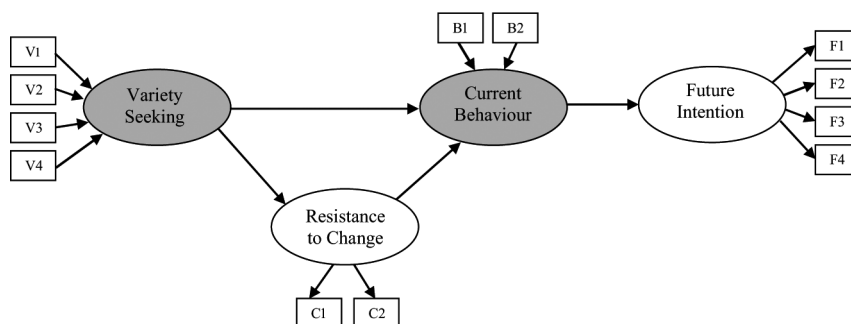 V1
V2
V3
V4
Variety
Seeking
B1
B2
Current
Behaviour
Future
Intention
F1
F2
F3
F4
Resistance
to Change
C1
C2